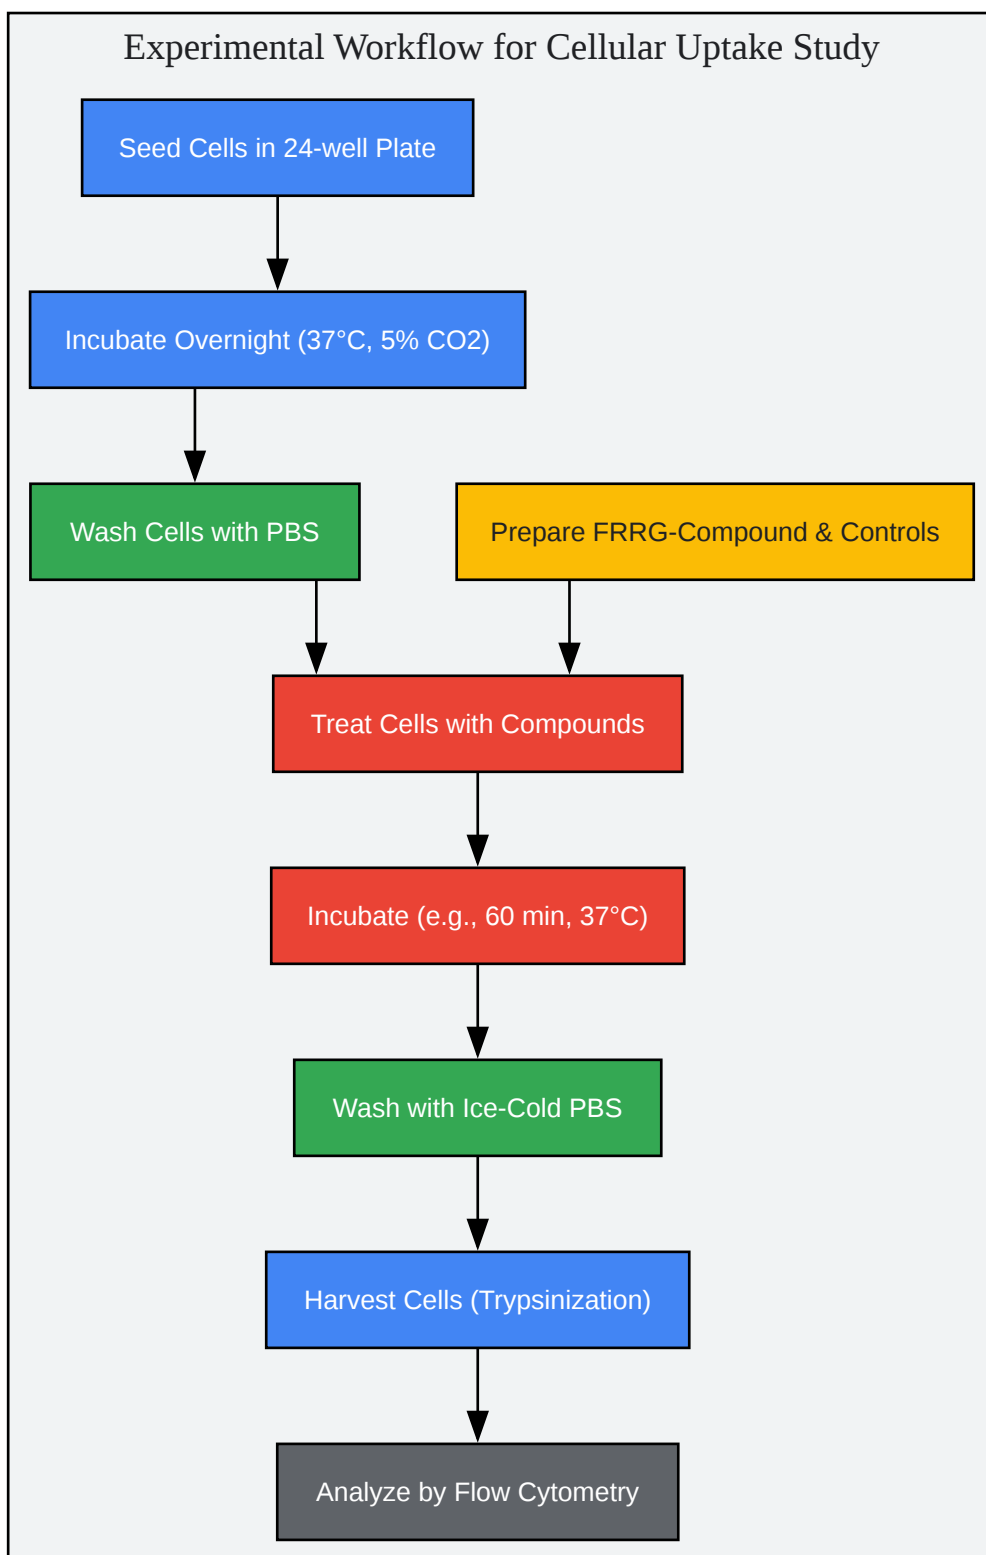 Experimental Workflow for Cellular Uptake Study
Seed Cells in 24-well Plate
Incubate Overnight (37°C, 5% CO2)
Wash Cells with PBS
Prepare FRRG-Compound & Controls
Treat Cells with Compounds
Incubate (e.g., 60 min, 37°C)
Wash with Ice-Cold PBS
Harvest Cells (Trypsinization)
Analyze by Flow Cytometry